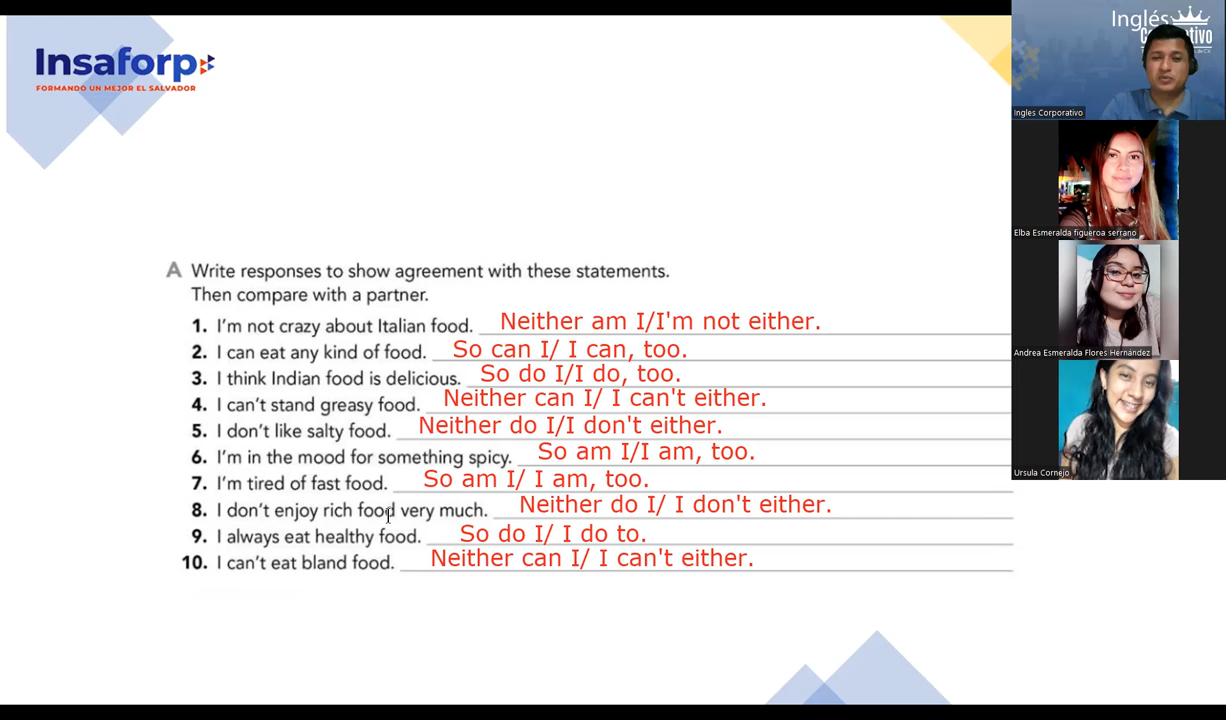 Insaforp
FORMANDO UN MEJOR EL SALVADOR
A Write responses to show agreement with these statements.
Then compare with a partner.
1. I'm not crazy about Italian food. Neither am I/I'm not either.
2. I can eat any kind of food. So can I/ I can, too.
3. I think Indian food is delicious. So do I/I do, too.
4. I can't stand greasy food. Neither can I/ I can't either.
5. I don't like salty food. Neither do I/I don't either.
6. I'm in the mood for something spicy. So am I/I am, too.
7. I'm tired of fast food. So am I/ I am, too.
8. I don't enjoy rich food very much. Neither do I/ I don't either.
9. I always eat healthy food. So do I/ I do to.
10. I can't eat bland food. Neither can I/ I can't either.
Inglés
Ingles Corporativo
Elba Esmeralda figueroa serrano
Andrea Esmeralda Flores Hernández
Ursula Cornejo